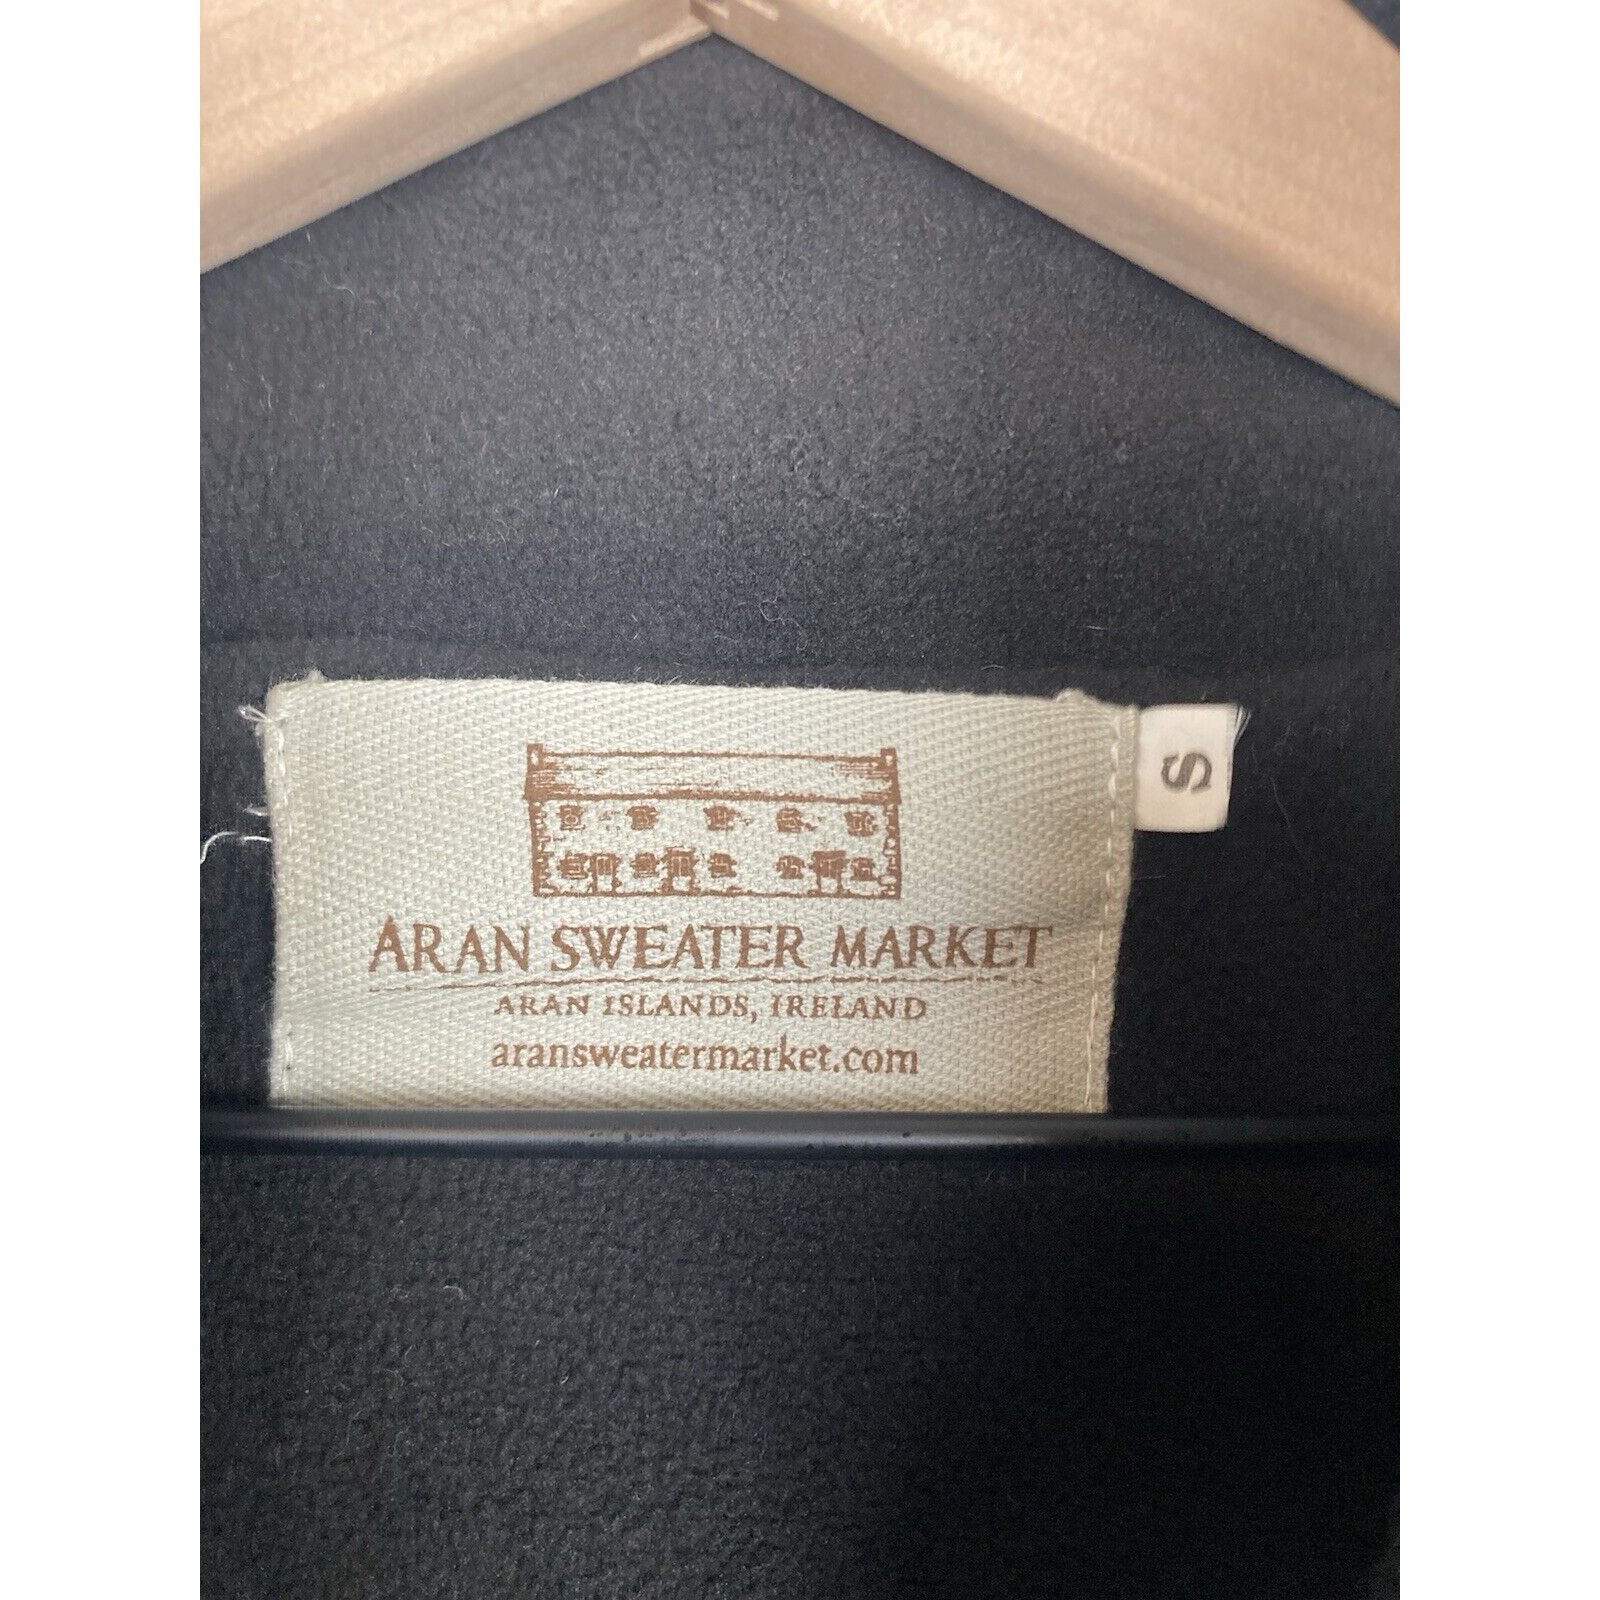 ARAN SWEATER MARKET
ARAN ISLANDS, IRELAND
aransweatermarket.com
S